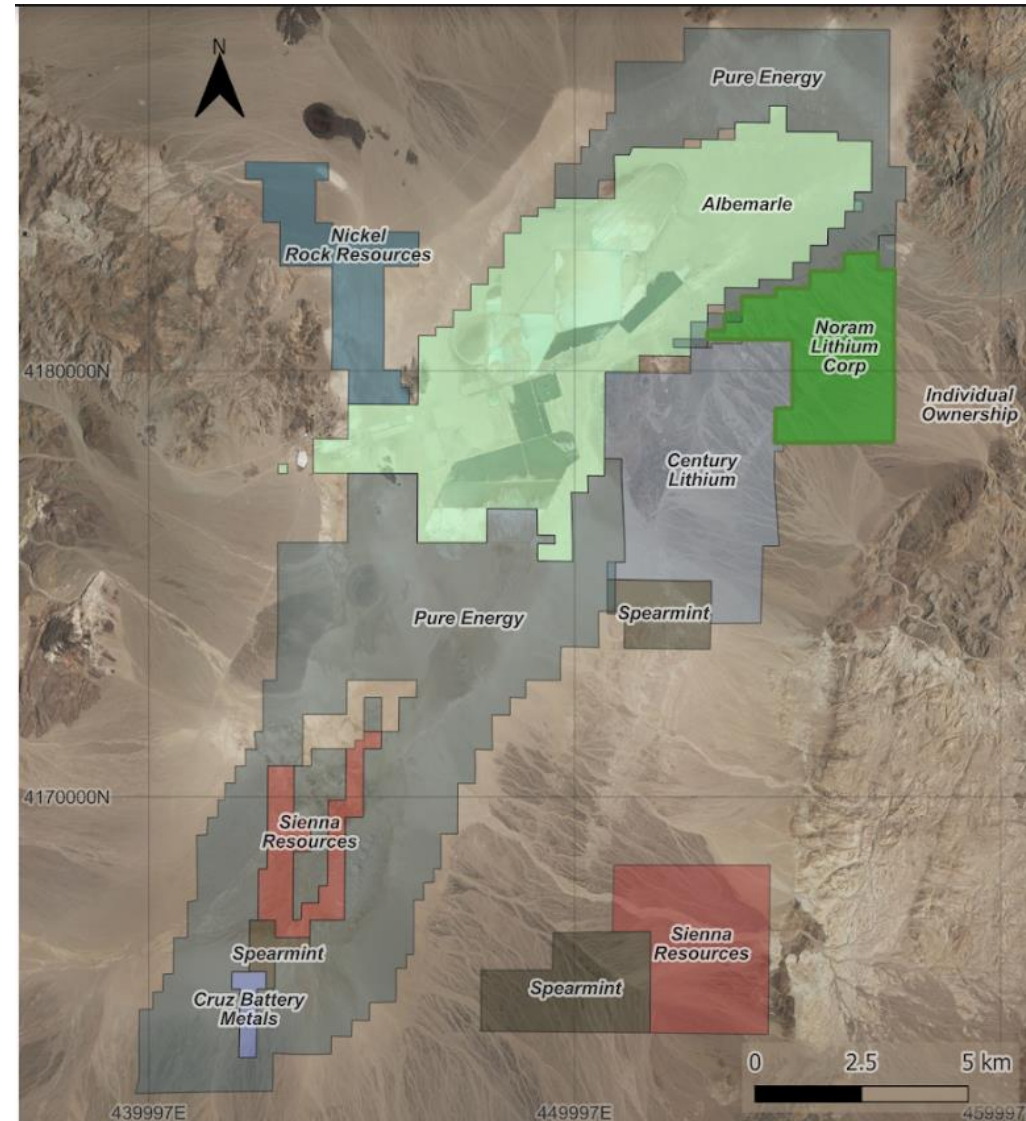 N
Pure Energy
Albemarle
Nickel
Rock Resources
Noram
Lithium
Corp
4180000N
Individual
Ownership
Century
Lithium
Pure Energy
Spearmint
4170000N
Sienna
Resources
Sienna
Resources
Spearmint
Spearmint
Cruz Battery
Metals
0 2.5 5 km
439997E 449997E 459997E